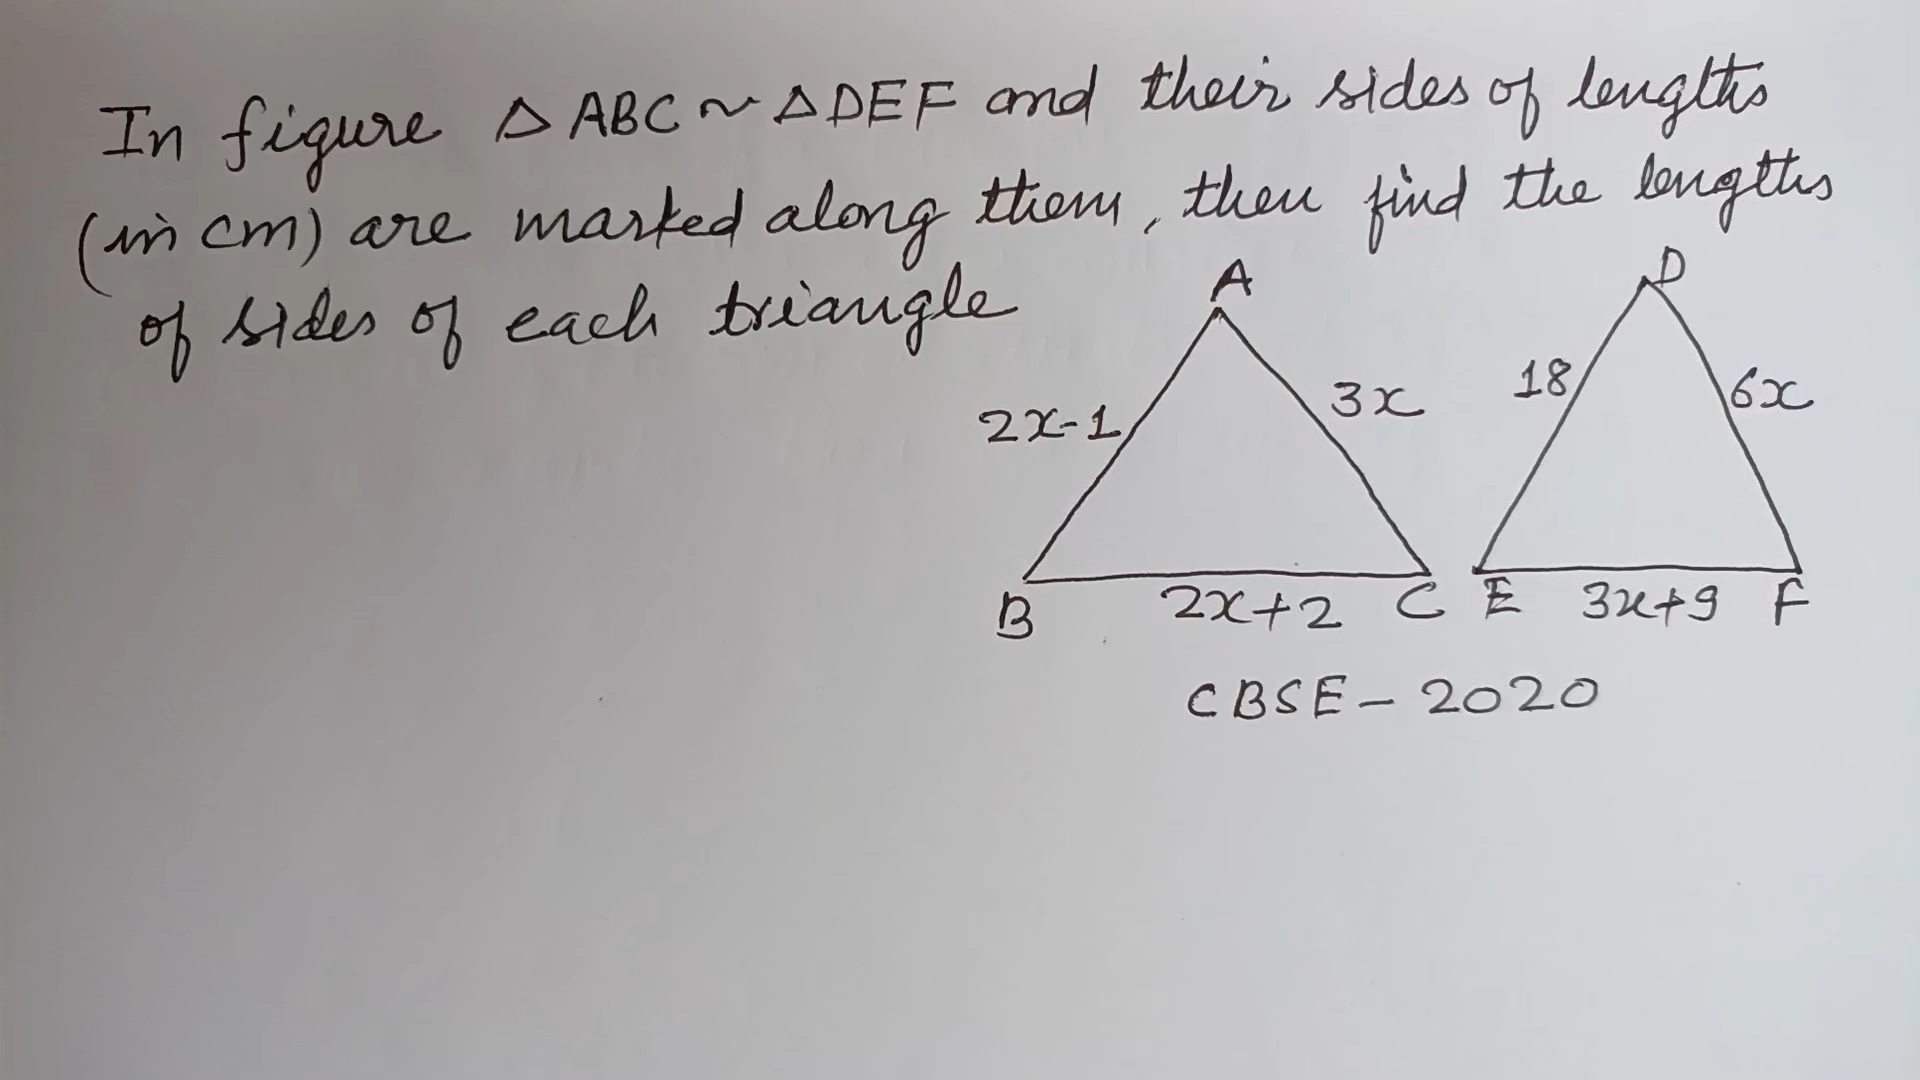 In figure △ABC ~ △DEF and their sides of lengths
(in cm) are marked along them, then find the lengths
of sides of each triangle
A
D
2x-1
3x
18
6x
B
2x+2
C
E
3x+9
F
CBSE - 2020